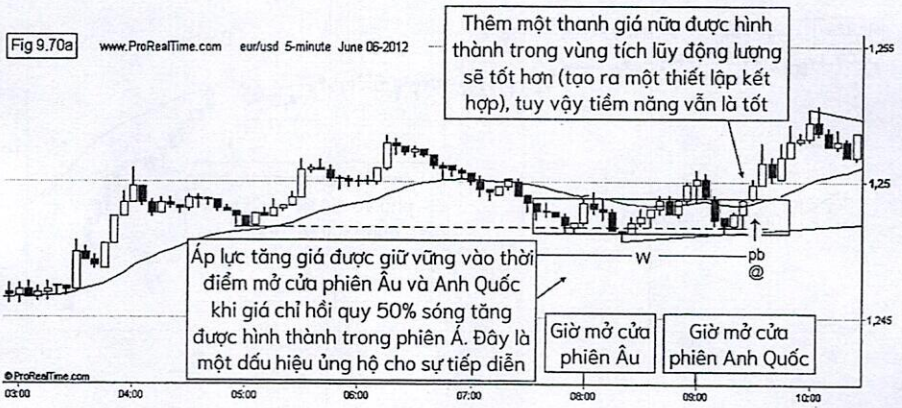 Fig 9.70a
www.ProRealTime.com eur/usd 5-minute June 06-2012
Thêm một thanh giá nữa được hình
thành trong vùng tích lũy động lượng
sẽ tốt hơn (tạo ra một thiết lập kết
hợp), tuy vậy tiềm năng vẫn là tốt
1,255
1,25
1,245
Áp lực tăng giá được giữ vững vào thời
điểm mở cửa phiên Âu và Anh Quốc
khi giá chỉ hồi quy 50% sóng tăng
được hình thành trong phiên Á. Đây là
một dấu hiệu ủng hộ cho sự tiếp diễn
W
pb
@
Giờ mở cửa
phiên Âu
Giờ mở cửa
phiên Anh Quốc
©ProRealTime.com
03:00 04:00 05:00 06:00 07:00 08:00 09:00 10:00